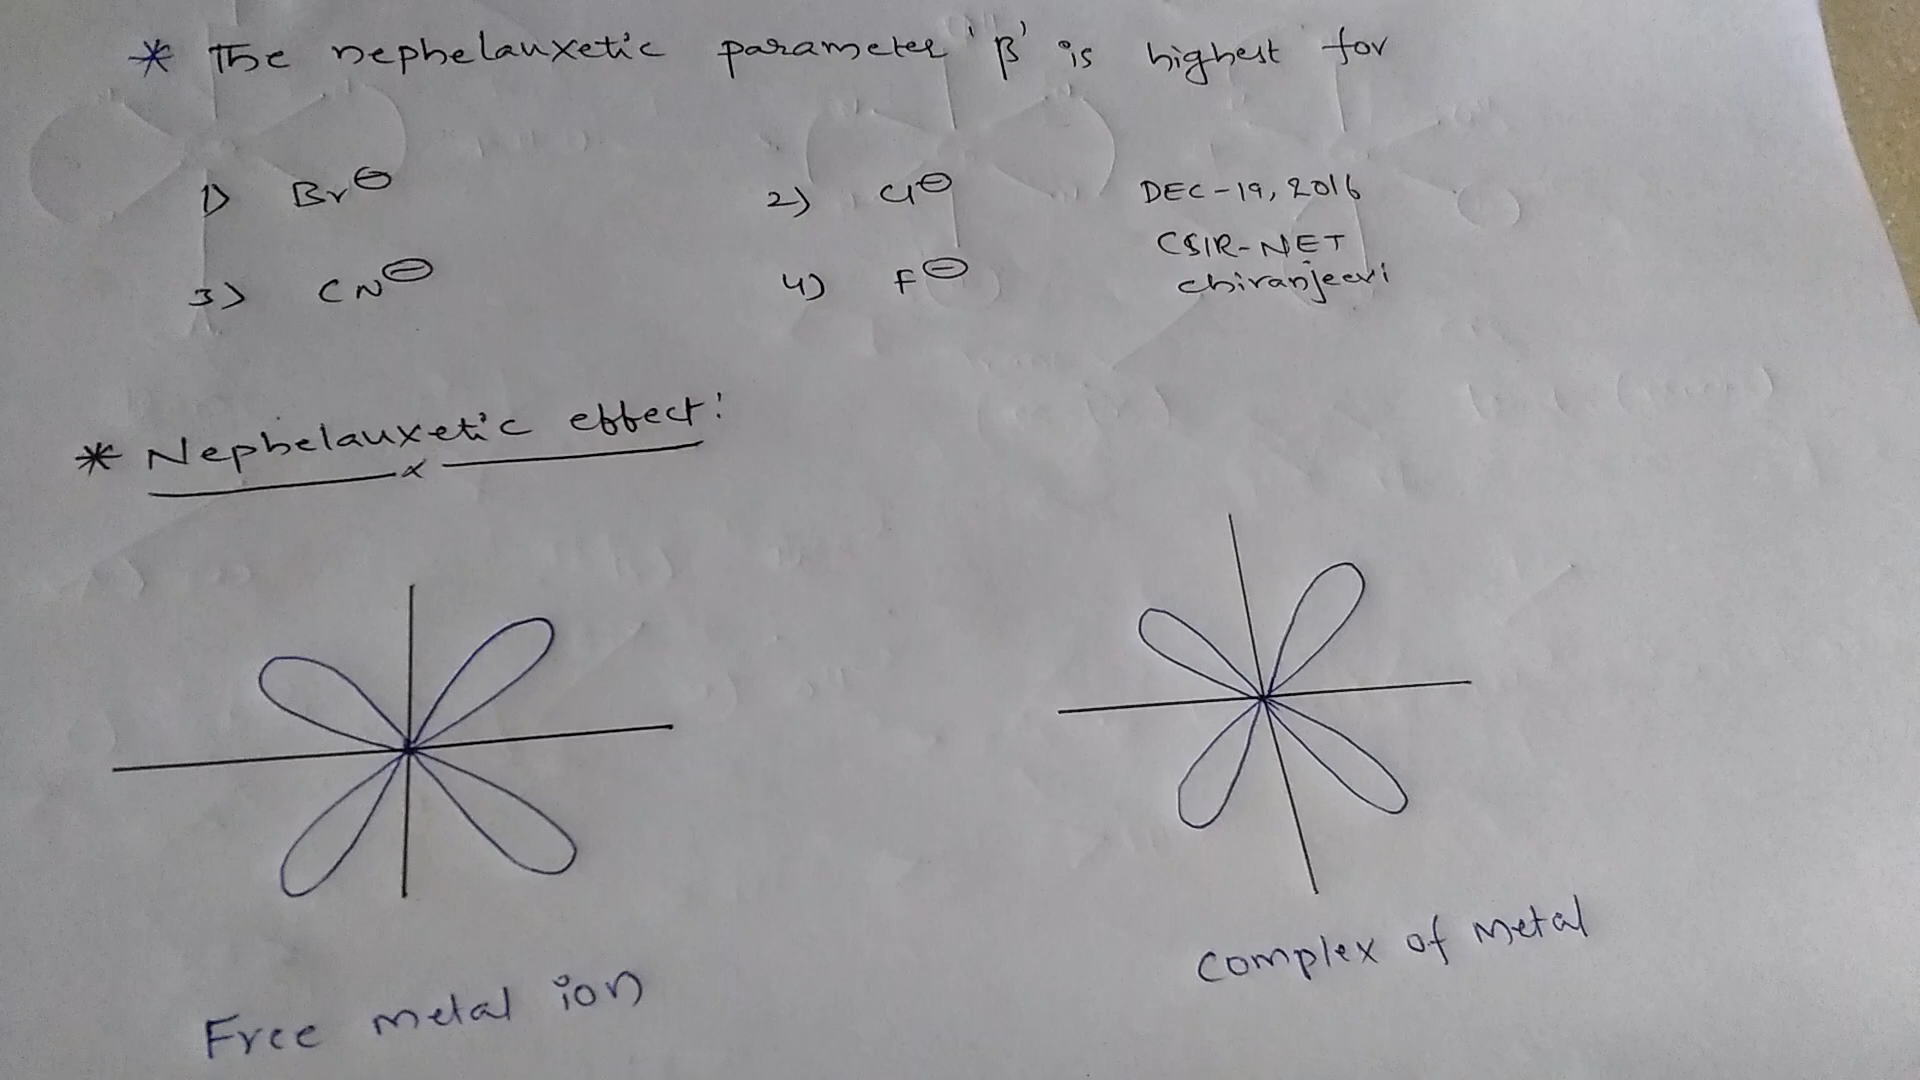 * The nephelauxetic parameter 'β' is highest for
1) Br⊖ 2) Cl⊖ DEC-19, 2016
CSIR-NET
3) CN⊖ 4) F⊖ chiranjeevi
* Nephelauxetic effect:
Free metal ion
Complex of metal